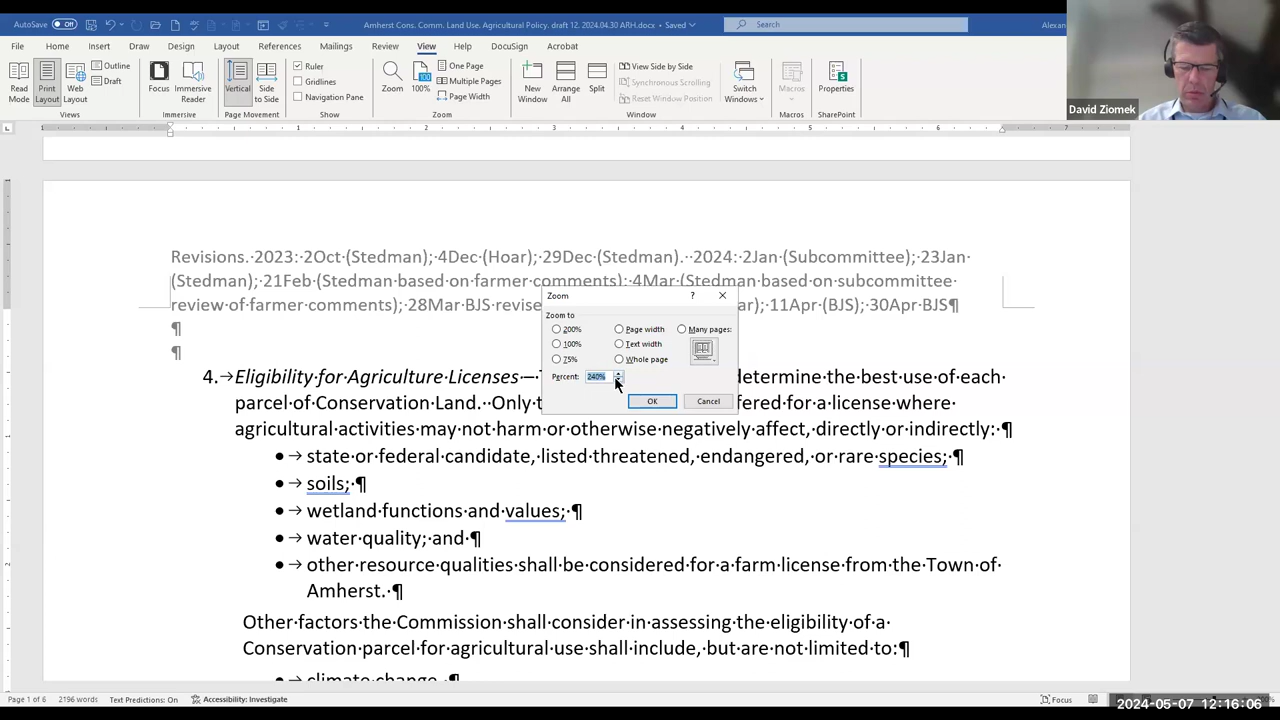 AutoSave Off
Amherst Cons. Comm. Land Use. Agricultural Policy. draft 12, 2024.04.30 ARH.docx • Saved
Search
Alexan
File Home Insert Draw Design Layout References Mailings Review View Help DocuSign Acrobat
Read Mode
Print Layout
Web Layout
Outline
Draft
Views
Focus
Immersive Reader
Immersive
Vertical
Side to Side
Page Movement
Ruler
Gridlines
Navigation Pane
Show
Zoom
100%
One Page
Multiple Pages
Page Width
Zoom
New Window
Arrange All
Split
View Side by Side
Synchronous Scrolling
Reset Window Position
Switch Windows
Window
Macros
Macros
Properties
SharePoint
David Ziomek
Revisions. 2023: 2Oct (Stedman); 4Dec (Hoar); 29Dec (Stedman). 2024: 2Jan (Subcommittee); 23Jan
(Stedman); 21Feb (Stedman based on farmer comments); 4Mar (Stedman based on subcommittee
review of farmer comments); 28Mar BJS revise ar); 11Apr (BJS); 30Apr BJS¶
¶
¶
4. Eligibility for Agriculture Licenses – T determine the best use of each
parcel of Conservation Land. Only t fered for a license where
agricultural activities may not harm or otherwise negatively affect, directly or indirectly: ¶
• → state or federal candidate, listed threatened, endangered, or rare species; ¶
• → soils; ¶
• → wetland functions and values; ¶
• → water quality; and ¶
• → other resource qualities shall be considered for a farm license from the Town of
Amherst. ¶
Other factors the Commission shall consider in assessing the eligibility of a
Conservation parcel for agricultural use shall include, but are not limited to:¶
• → climate change ¶
Zoom ? ×
Zoom to
200% Page width Many pages:
100% Text width
75% Whole page
Percent: 240%
OK Cancel
Page 1 of 6 2196 words Text Predictions: On Accessibility: Investigate Focus
2024-05-07 12:16:06